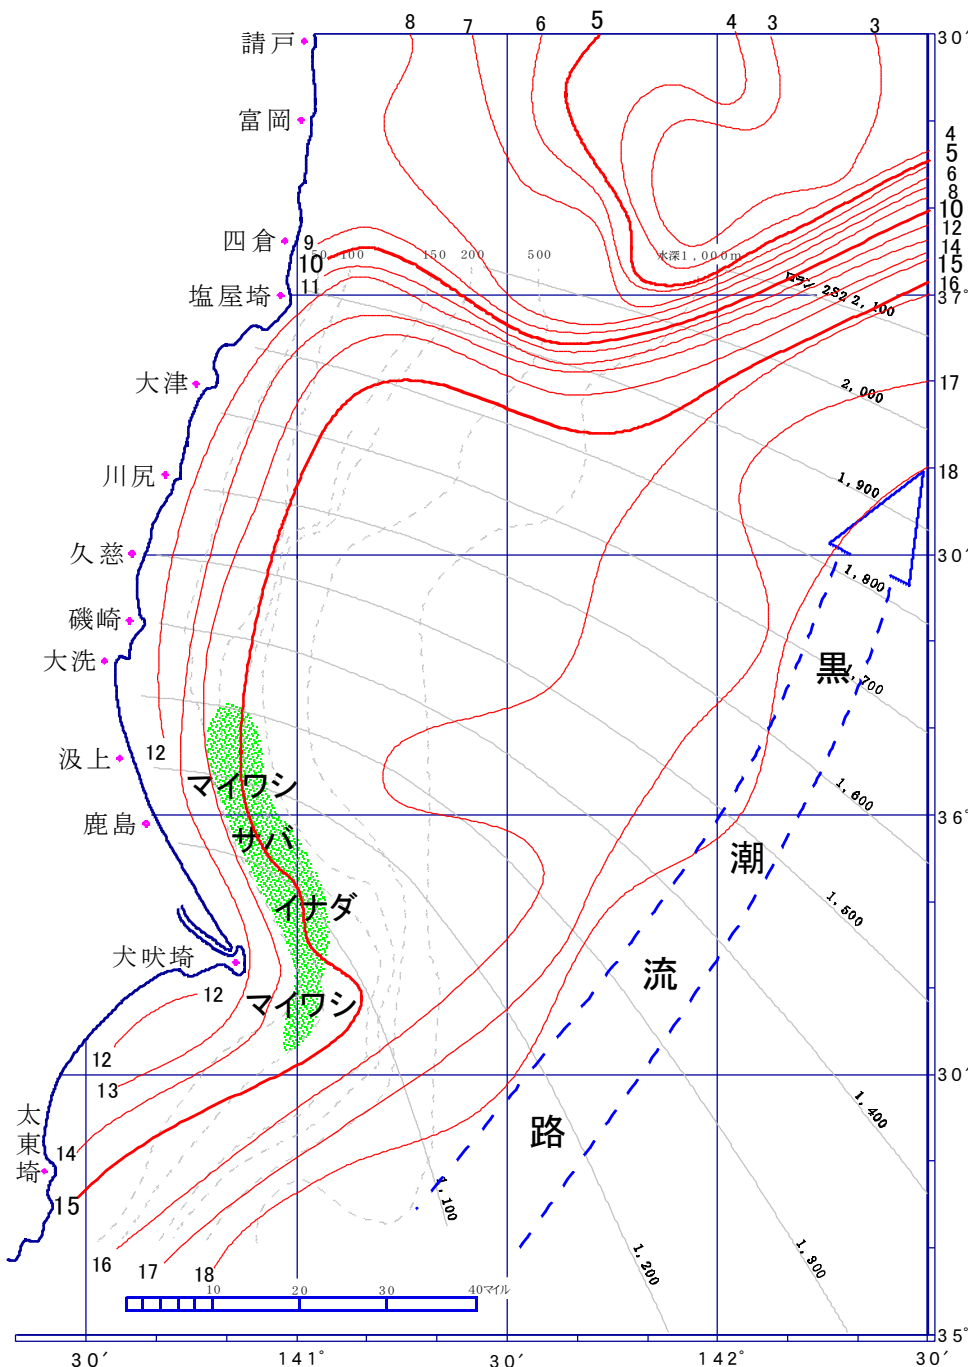 8 7 6 5 4 3 3
請戸
30′
富岡
4
5
6
8
10
12
14
15
16
四倉
9
10
11
50 100 150 200 500 水深1,000m
塩屋埼
ロラン 252 2,100
37°
大津
2,000
17
川尻
1,900
18
久慈
30′
1,800
磯崎
大洗
黒
1,700
汲上
12
マイワシ
1,600
鹿島
サバ
36°
潮
イナダ
1,500
犬吠埼
流
12
マイワシ
12
30′
13
1,400
太東埼
路
14
15
1,100
16
17
18
1,200
1,300
10 20 30 40マイル
35°
30′ 141° 30′ 142° 30′